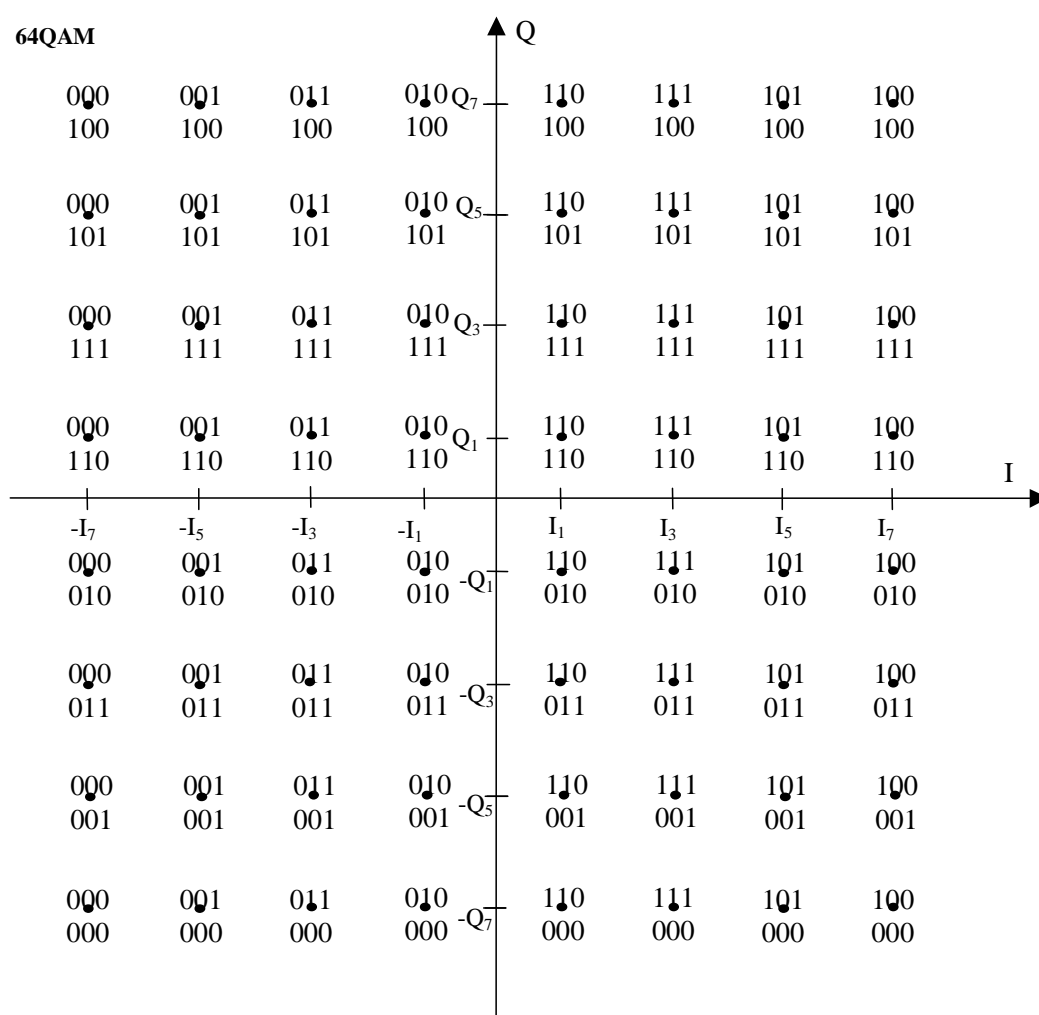 64QAM
Q
000 001 011 010 Q7 110 111 101 100
100 100 100 100 100 100 100 100
000 001 011 010 Q5 110 111 101 100
101 101 101 101 101 101 101 101
000 001 011 010 Q3 110 111 101 100
111 111 111 111 111 111 111 111
000 001 011 010 Q1 110 111 101 100
110 110 110 110 110 110 110 110
I
-I7 -I5 -I3 -I1 I1 I3 I5 I7
000 001 011 010 -Q1 110 111 101 100
010 010 010 010 010 010 010 010
000 001 011 010 -Q3 110 111 101 100
011 011 011 011 011 011 011 011
000 001 011 010 -Q5 110 111 101 100
001 001 001 001 001 001 001 001
000 001 011 010 -Q7 110 111 101 100
000 000 000 000 000 000 000 000